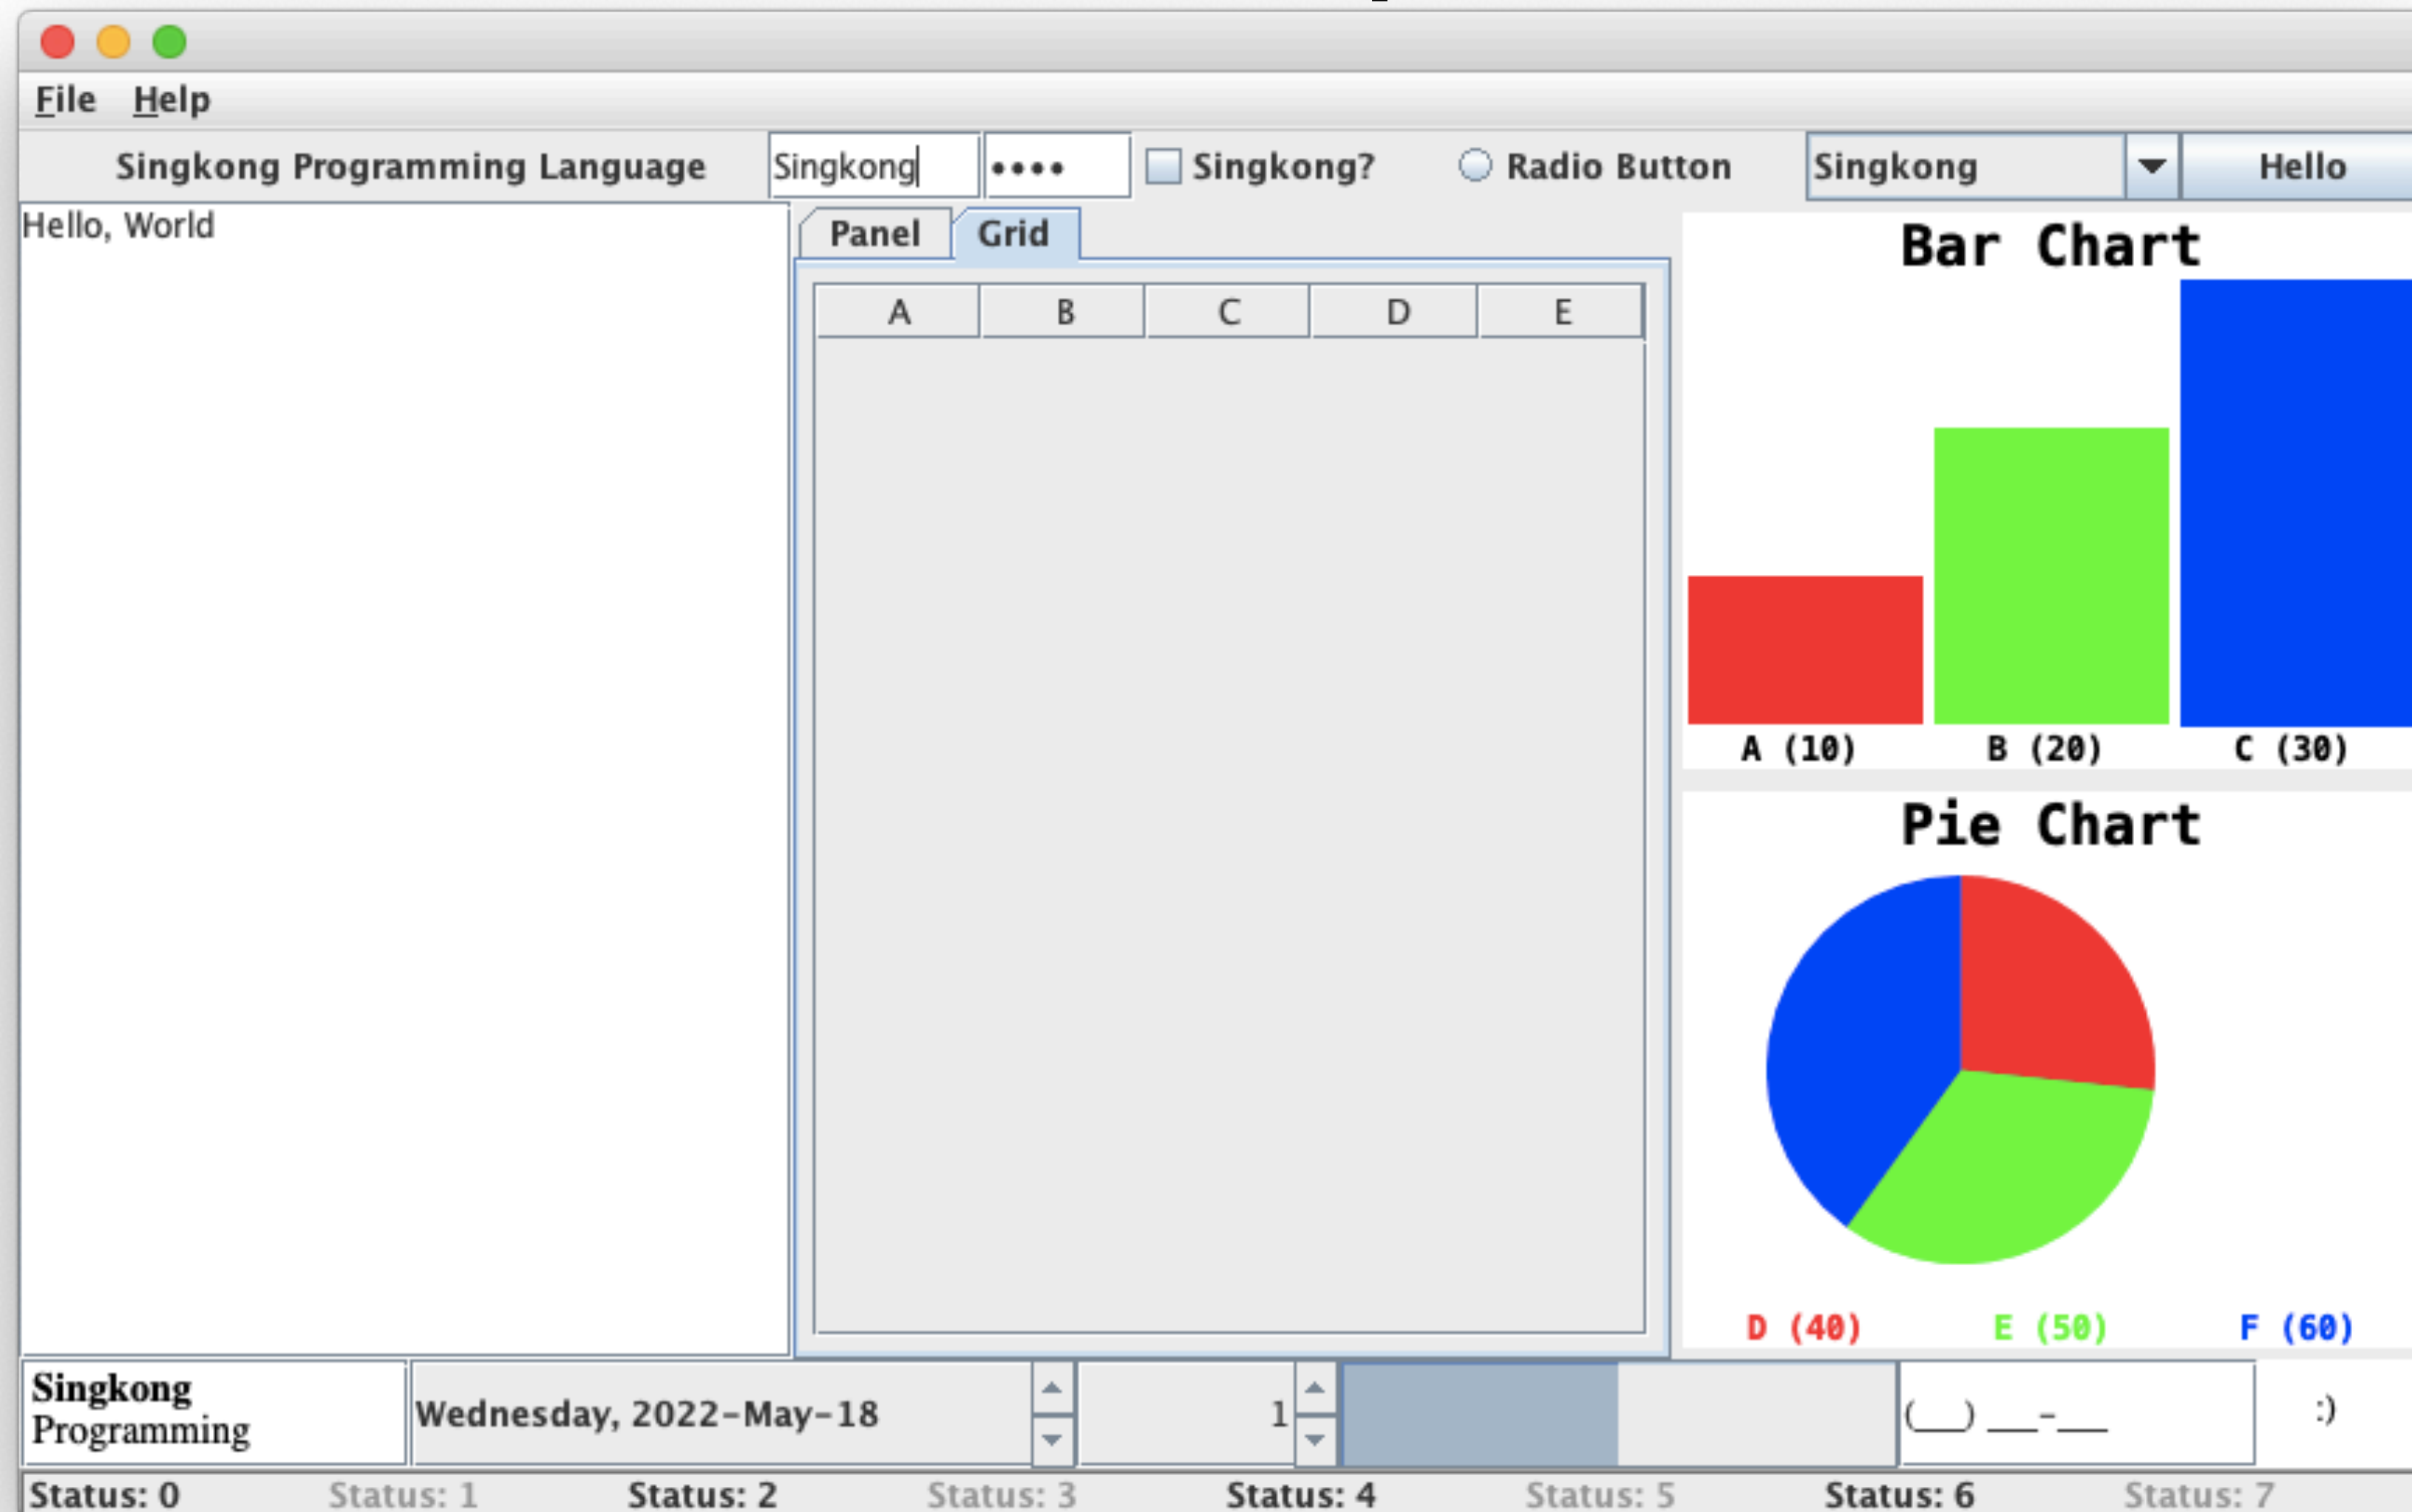 File Help
Singkong Programming Language Singkong •••• Singkong? Radio Button Singkong Hello
Hello, World
Panel Grid
A B C D E
Bar Chart
A (10) B (20) C (30)
Pie Chart
D (40) E (50) F (60)
Singkong
Programming
Wednesday, 2022-May-18
1
(___) ___-___
:)
Status: 0 Status: 1 Status: 2 Status: 3 Status: 4 Status: 5 Status: 6 Status: 7